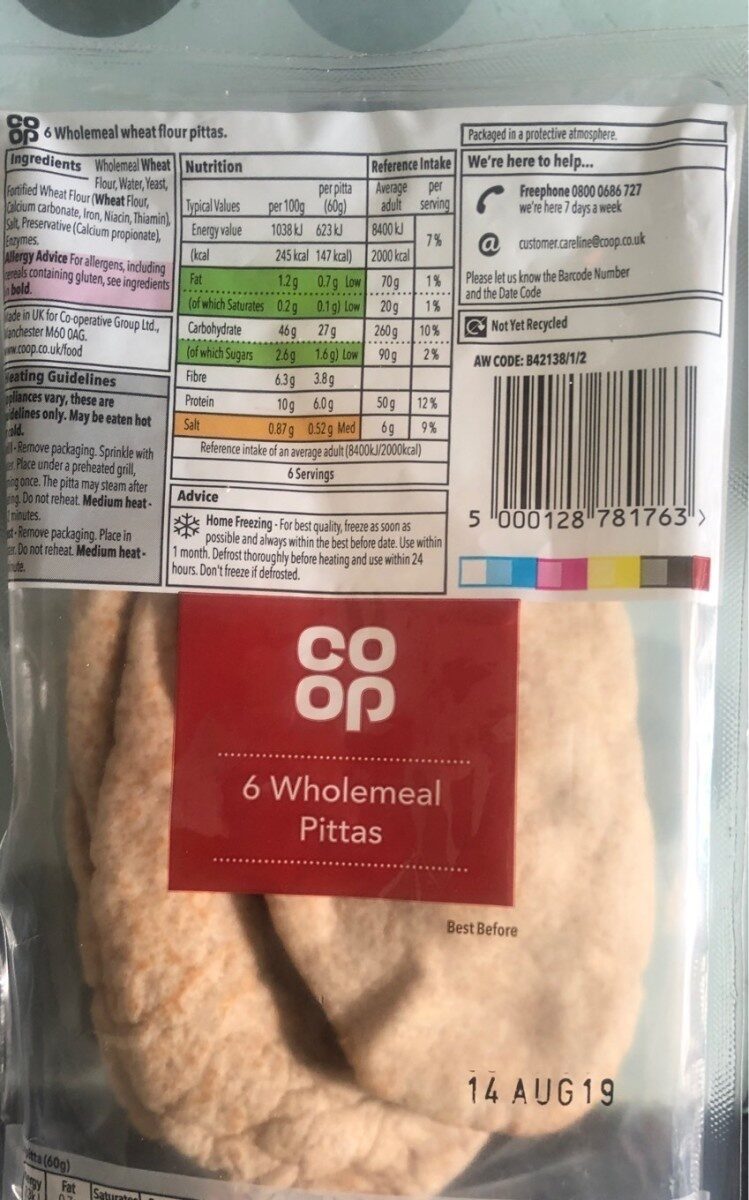 CO
OP 6 Wholemeal wheat flour pittas.
Ingredients Wholemeal Wheat
Flour, Water, Yeast,
Fortified Wheat Flour (Wheat Flour,
Calcium carbonate, Iron, Niacin, Thiamin),
Salt, Preservative (Calcium propionate),
Enzymes.
Allergy Advice For allergens, including
cereals containing gluten, see ingredients
in bold.
Made in UK for Co-operative Group Ltd.,
Manchester M60 0AG.
www.coop.co.uk/food
Heating Guidelines
appliances vary, these are
guidelines only. May be eaten hot
or cold.
- Remove packaging. Sprinkle with
Place under a preheated grill,
once. The pitta may steam after
Do not reheat. Medium heat -
minutes.
- Remove packaging. Place in
Do not reheat. Medium heat -
Nutrition Reference Intake
Typical Values per 100g per pitta (60g) Average adult per serving
Energy value 1038 kJ 623 kJ 8400 kJ 7%
(kcal 245 kcal 147 kcal) 2000 kcal
Fat 1.2g 0.7g Low 70g 1%
(of which Saturates 0.2g 0.1g) Low 20g 1%
Carbohydrate 46g 27g 260g 10%
(of which Sugars 2.6g 1.6g) Low 90g 2%
Fibre 6.3g 3.8g
Protein 10g 6.0g 50g 12%
Salt 0.87g 0.52g Med 6g 9%
Reference intake of an average adult (8400kJ/2000kcal)
6 Servings
Advice
Home Freezing - For best quality, freeze as soon as
possible and always within the best before date. Use within
1 month. Defrost thoroughly before heating and use within 24
hours. Don't freeze if defrosted.
Packaged in a protective atmosphere.
We're here to help...
Freephone 0800 0686 727
we're here 7 days a week
@ customer.careline@coop.co.uk
Please let us know the Barcode Number
and the Date Code
Not Yet Recycled
AW CODE: B42138/1/2
5 000128 781763 >
CO
OP
6 Wholemeal
Pittas
Best Before
14 AUG 19
(60g)
Fat
Saturates